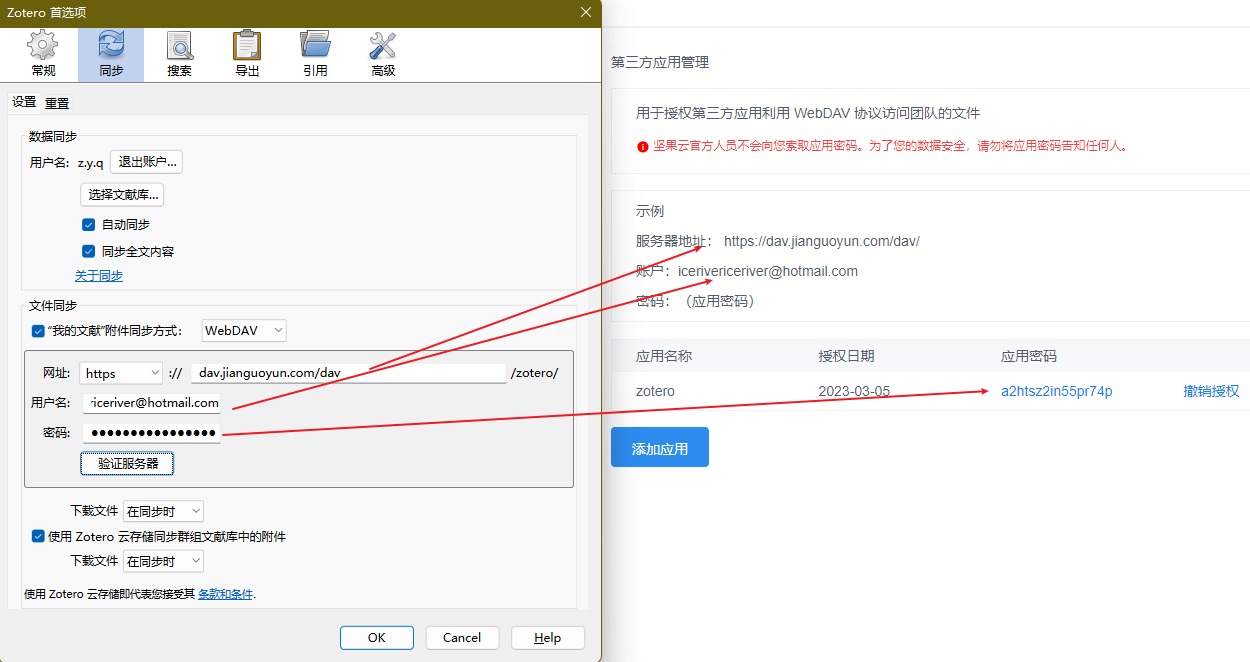 Zotero 首选项
常规
同步
搜索
导出
引用
高级
设置
重置
数据同步
用户名: z.y.q 退出账户...
选择文献库...
自动同步
同步全文内容
关于同步
文件同步
“我的文献”附件同步方式: WebDAV
网址: https :// dav.jianguoyun.com/dav /zotero/
用户名: riceriver@hotmail.com
密码: ●●●●●●●●●●●●●●●●
验证服务器
下载文件 在同步时
使用 Zotero 云存储同步群组文献库中的附件
下载文件 在同步时
使用 Zotero 云存储即代表您接受其 条款和条件.
OK
Cancel
Help
第三方应用管理
用于授权第三方应用利用 WebDAV 协议访问团队的文件
坚果云官方人员不会向您索取应用密码。为了您的数据安全，请勿将应用密码告知任何人。
示例
服务器地址： https://dav.jianguoyun.com/dav/
账户：icerivericeriver@hotmail.com
密码：（应用密码）
应用名称 授权日期 应用密码
zotero 2023-03-05 a2htsz2in55pr74p 撤销授权
添加应用